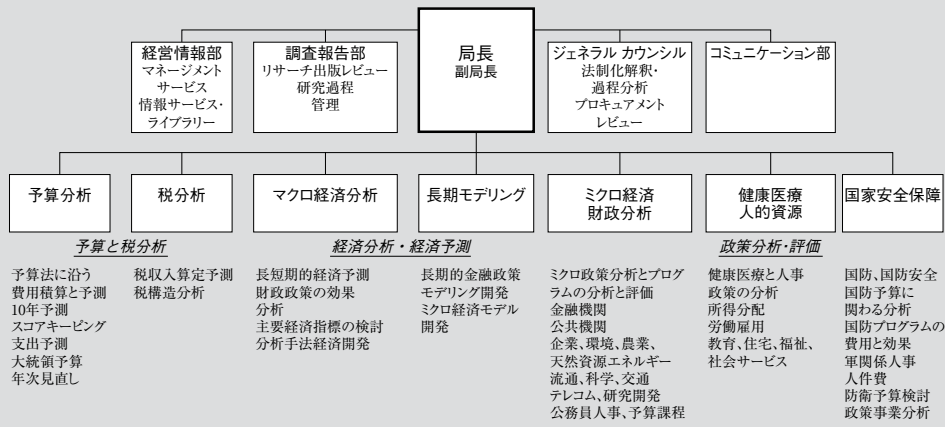 経営情報部
マネージメント
サービス
情報サービス・
ライブラリー
調査報告部
リサーチ出版レビュー
研究過程
管理
局長
副局長
ジェネラル カウンシル
法制化解釈・
過程分析
プロキュアメント
レビュー
コミュニケーション部
予算分析
税分析
マクロ経済分析
長期モデリング
ミクロ経済
財政分析
健康医療
人的資源
国家安全保障
予算と税分析
経済分析・経済予測
政策分析・評価
予算法に沿う
費用積算と予測
10年予測
スコアキーピング
支出予測
大統領予算
年次見直し
税収入算定予測
税構造分析
長短期的経済予測
財政政策の効果
分析
主要経済指標の検討
分析手法経済開発
長期的金融政策
モデリング開発
ミクロ経済モデル
開発
ミクロ政策分析とプログ
ラムの分析と評価
金融機関
公共機関
企業、環境、農業、
天然資源エネルギー
流通、科学、交通
テレコム、研究開発
公務員人事、予算課程
健康医療と人事
政策の分析
所得分配
労働雇用
教育、住宅、福祉、
社会サービス
国防、国防安全
国防予算に
関わる分析
国防プログラムの
費用と効果
軍関係人事
人件費
防衛予算検討
政策事業分析